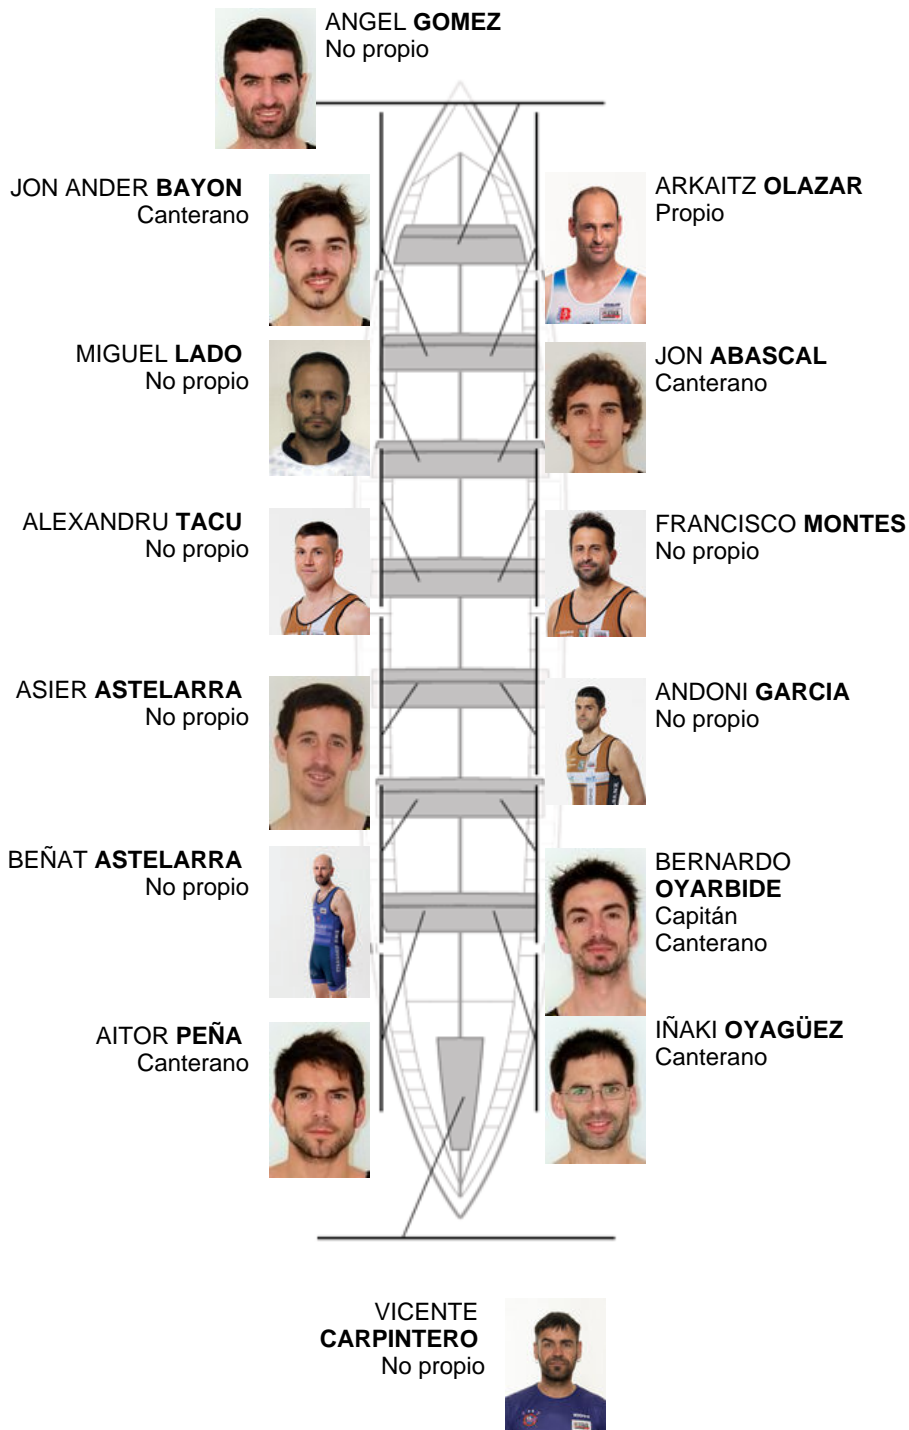 ANGEL GOMEZ
No propio
JON ANDER BAYON
Canterano
ARKAITZ OLAZAR
Propio
MIGUEL LADO
No propio
JON ABASCAL
Canterano
ALEXANDRU TACU
No propio
FRANCISCO MONTES
No propio
ASIER ASTELARRA
No propio
ANDONI GARCIA
No propio
BEÑAT ASTELARRA
No propio
BERNARDO
OYARBIDE
Capitán
Canterano
AITOR PEÑA
Canterano
IÑAKI OYAGÜEZ
Canterano
VICENTE
CARPINTERO
No propio